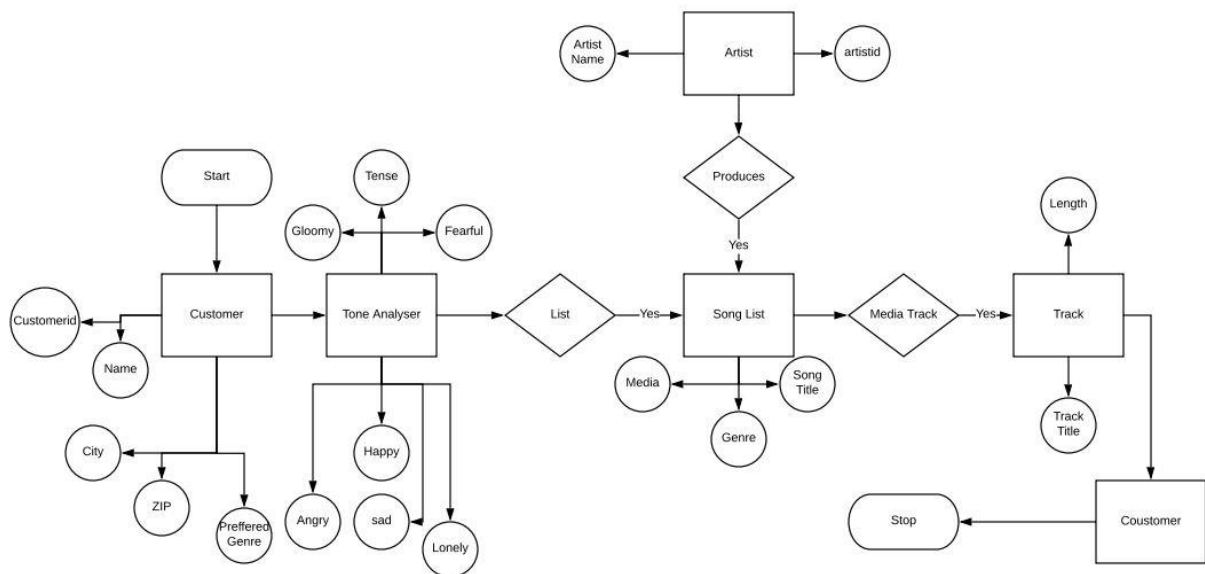 Artist
Name
Artist
artistid
Start
Tense
Produces
Length
Gloomy
Fearful
Yes
Customerid
Customer
Tone Analyser
List
Yes
Song List
Media Track
Yes
Track
Name
Media
Song
Title
City
Happy
Genre
Track
Title
ZIP
Preffered
Genre
Angry
sad
Lonely
Stop
Coustomer